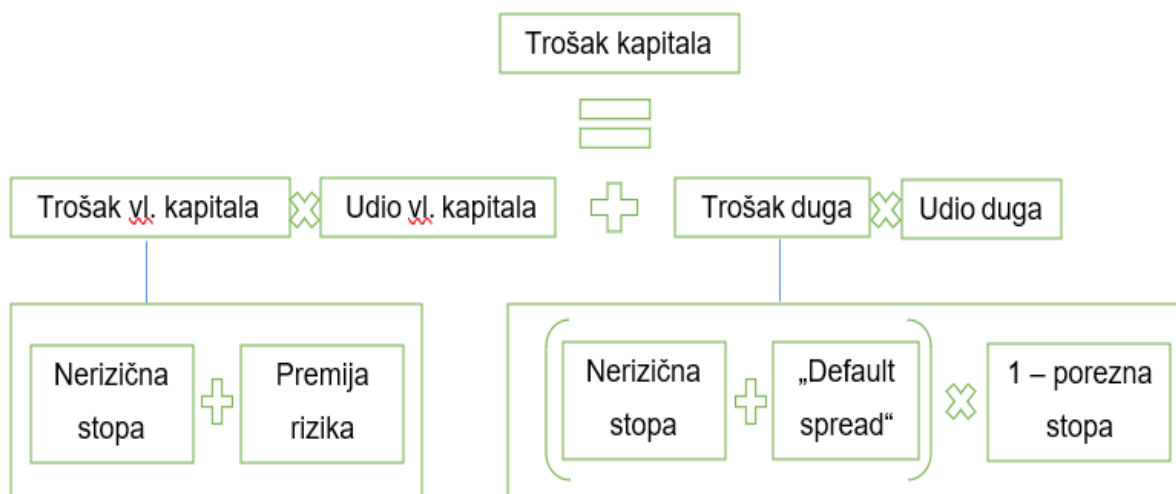 Trošak kapitala
Trošak vl. kapitala
Udio vl. kapitala
Trošak duga
Udio duga
Nerizična
stopa
Premija
rizika
Nerizična
stopa
„Default
spread“
1 – porezna
stopa